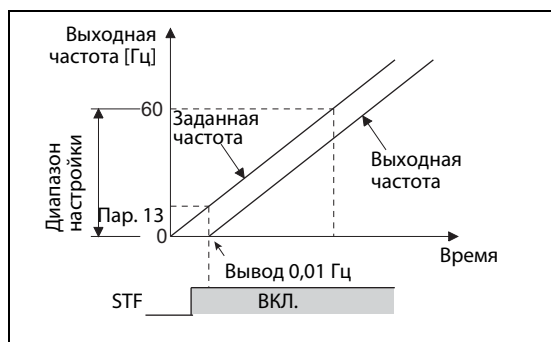 Выходная
частота [Гц]
60
Заданная
частота
Выходная
частота
Диапазон
настройки
Пар. 13
0
Время
Вывод 0,01 Гц
STF
ВКЛ.